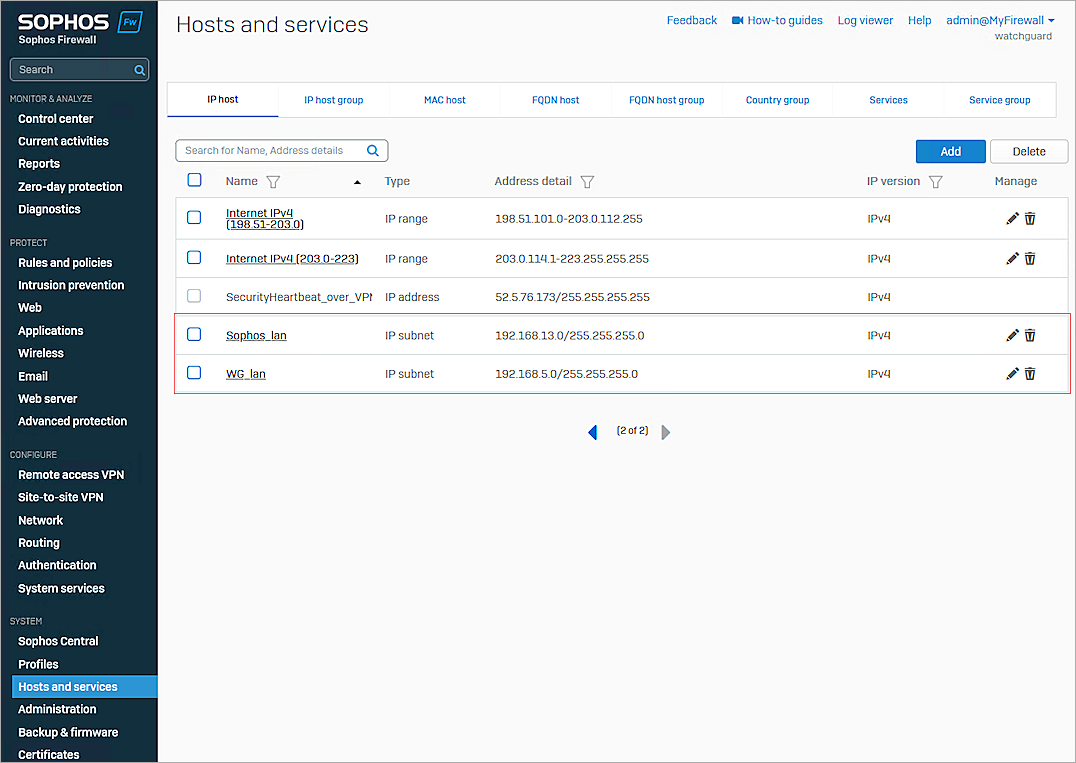 SOPHOS Fw
Sophos Firewall
Search
MONITOR & ANALYZE
Control center
Current activities
Reports
Zero-day protection
Diagnostics
PROTECT
Rules and policies
Intrusion prevention
Web
Applications
Wireless
Email
Web server
Advanced protection
CONFIGURE
Remote access VPN
Site-to-site VPN
Network
Routing
Authentication
System services
SYSTEM
Sophos Central
Profiles
Hosts and services
Administration
Backup & firmware
Certificates
Hosts and services
Feedback How-to guides Log viewer Help admin@MyFirewall
watchguard
IP host IP host group MAC host FQDN host FQDN host group Country group Services Service group
Search for Name, Address details
Add Delete
Name Type Address detail IP version Manage
Internet IPv4
(198.51-203.0) IP range 198.51.101.0-203.0.112.255 IPv4
Internet IPv4 (203.0-223) IP range 203.0.114.1-223.255.255.255 IPv4
SecurityHeartbeat_over_VPN IP address 52.5.76.173/255.255.255.255 IPv4
Sophos_lan IP subnet 192.168.13.0/255.255.255.0 IPv4
WG_lan IP subnet 192.168.5.0/255.255.255.0 IPv4
(2 of 2)